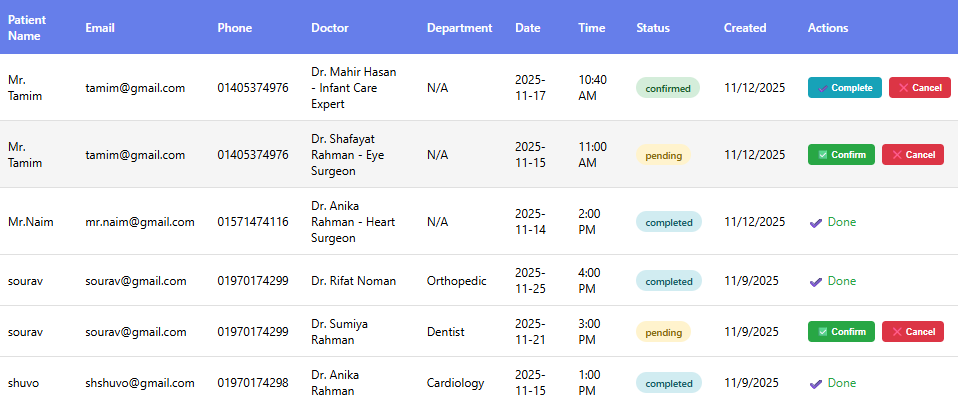 Patient Name Email Phone Doctor Department Date Time Status Created Actions
Mr. Tamim tamim@gmail.com 01405374976 Dr. Mahir Hasan - Infant Care Expert N/A 2025-11-17 10:40 AM confirmed 11/12/2025 Complete Cancel
Mr. Tamim tamim@gmail.com 01405374976 Dr. Shafayat Rahman - Eye Surgeon N/A 2025-11-15 11:00 AM pending 11/12/2025 Confirm Cancel
Mr.Naim mr.naim@gmail.com 01571474116 Dr. Anika Rahman - Heart Surgeon N/A 2025-11-14 2:00 PM completed 11/12/2025 Done
sourav sourav@gmail.com 01970174299 Dr. Rifat Noman Orthopedic 2025-11-25 4:00 PM completed 11/9/2025 Done
sourav sourav@gmail.com 01970174299 Dr. Sumiya Rahman Dentist 2025-11-21 3:00 PM pending 11/9/2025 Confirm Cancel
shuvo shshuvo@gmail.com 01970174298 Dr. Anika Rahman Cardiology 2025-11-15 1:00 PM completed 11/9/2025 Done